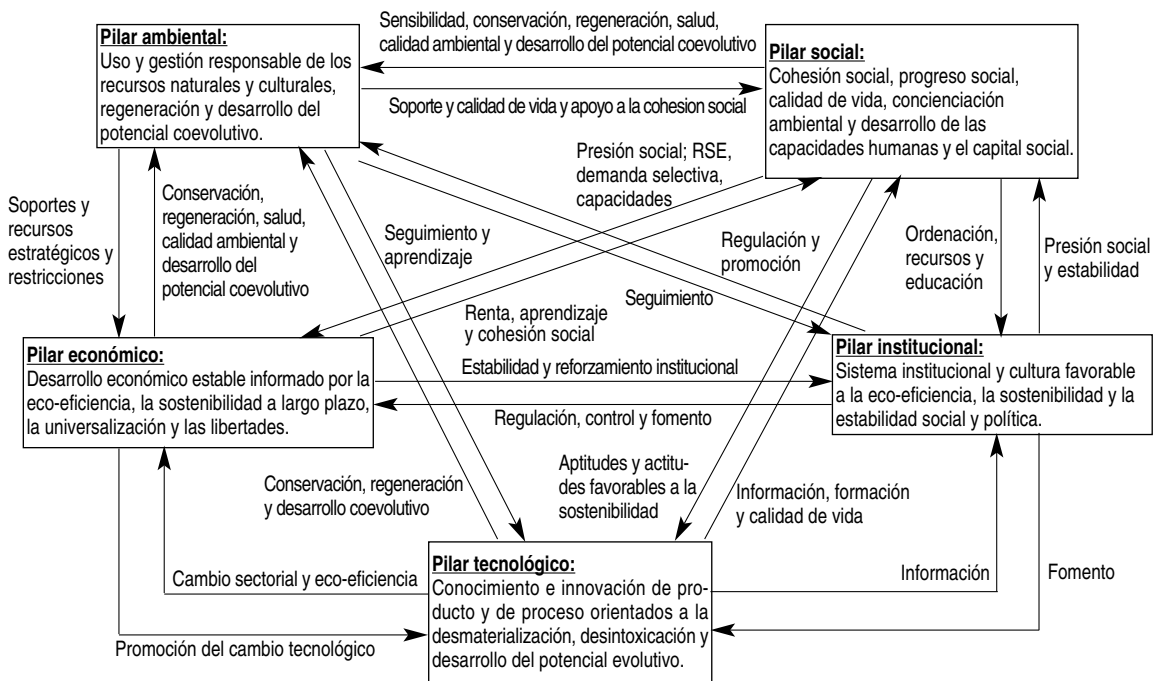 Sensibilidad, conservación, regeneración, salud,
calidad ambiental y desarrollo del potencial coevolutivo
Pilar ambiental:
Uso y gestión responsable de los
recursos naturales y culturales,
regeneración y desarrollo del
potencial coevolutivo.
Pilar social:
Cohesión social, progreso social,
calidad de vida, concienciación
ambiental y desarrollo de las
capacidades humanas y el capital social.
Soporte y calidad de vida y apoyo a la cohesion social
Presión social; RSE,
demanda selectiva,
capacidades
Soportes y
recursos
estratégicos y
restricciones
Conservación,
regeneración, salud,
calidad ambiental y
desarrollo del
potencial coevolutivo
Seguimiento y
aprendizaje
Regulación y
promoción
Ordenación,
recursos y
educación
Presión social
y estabilidad
Seguimiento
Renta, aprendizaje
y cohesión social
Pilar económico:
Desarrollo económico estable informado por la
eco-eficiencia, la sostenibilidad a largo plazo,
la universalización y las libertades.
Estabilidad y reforzamiento institucional
Regulación, control y fomento
Pilar institucional:
Sistema institucional y cultura favorable
a la eco-eficiencia, la sostenibilidad y la
estabilidad social y política.
Conservación, regeneración
y desarrollo coevolutivo
Aptitudes y actitu-
des favorables a la
sostenibilidad
Información, formación
y calidad de vida
Cambio sectorial y eco-eficiencia
Pilar tecnológico:
Conocimiento e innovación de pro-
ducto y de proceso orientados a la
desmaterialización, desintoxicación y
desarrollo del potencial evolutivo.
Información
Fomento
Promoción del cambio tecnológico